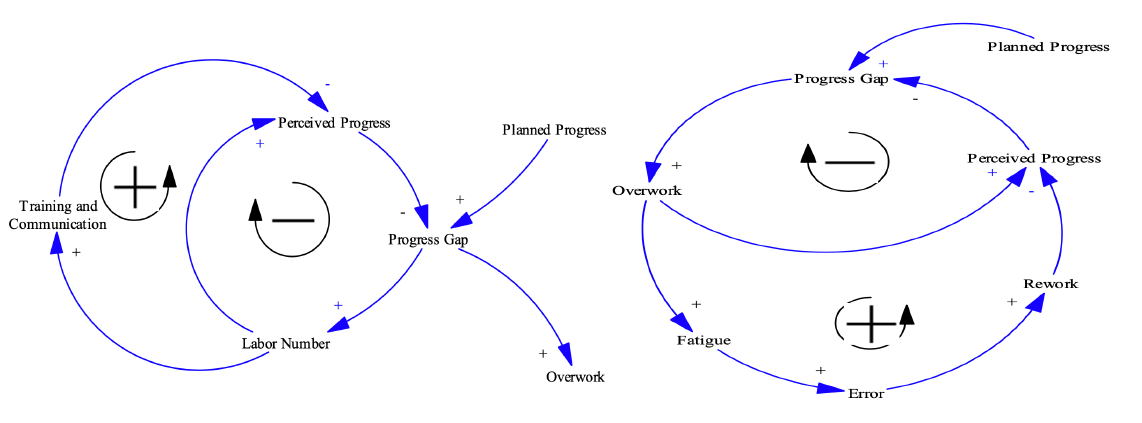 -
Perceived Progress
+
Planned Progress
+
Training and
Communication
+
-
Progress Gap
+
+
Labor Number
+
Overwork
Planned Progress
+
Progress Gap
-
+
Perceived Progress
+
-
Overwork
+
Rework
+
Fatigue
+
Error